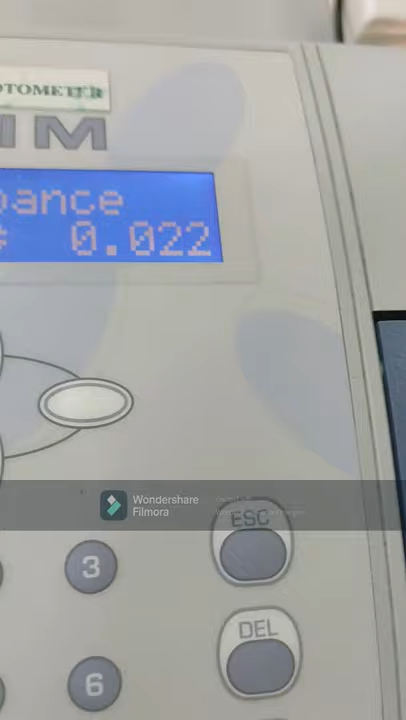 OTOMETER
IM
bance
0.022
Wondershare
Filmora
ESC
3
DEL
6